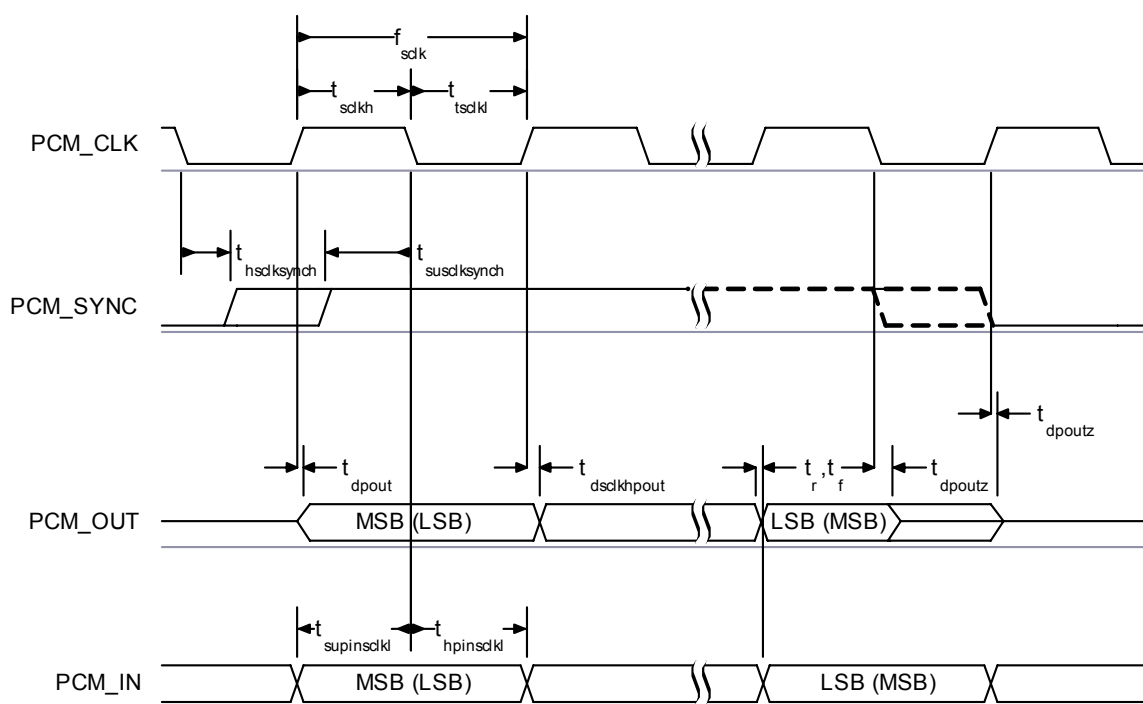 f sclk
t sclkh
t tsclkl
PCM_CLK
t hsclksynch
t susclksynch
PCM_SYNC
t dpoutz
t dpout
t dsclkhpout
t r ,t f
t dpoutz
PCM_OUT
MSB (LSB)
LSB (MSB)
t supinsclkl
t hpinsclkl
PCM_IN
MSB (LSB)
LSB (MSB)